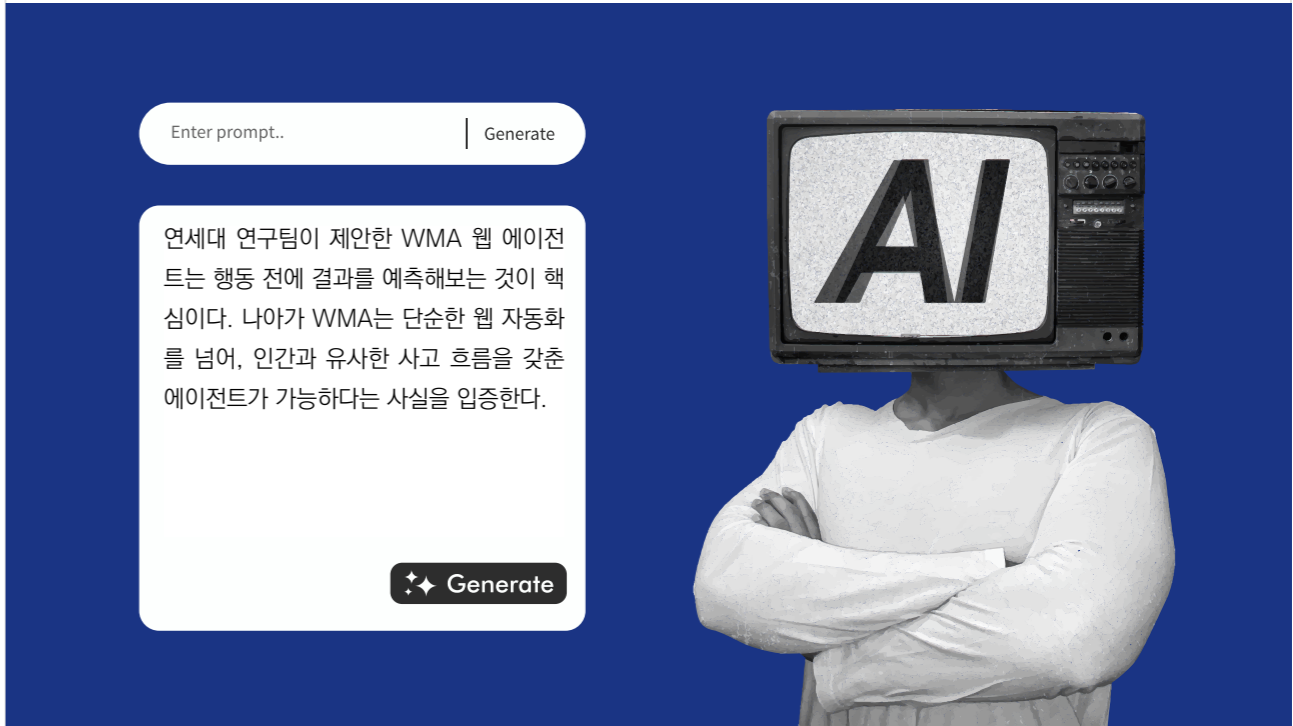 Enter prompt..
Generate
연세대 연구팀이 제안한 WMA 웹 에이전
트는 행동 전에 결과를 예측해보는 것이 핵
심이다. 나아가 WMA는 단순한 웹 자동화
를 넘어, 인간과 유사한 사고 흐름을 갖춘
에이전트가 가능하다는 사실을 입증한다.
Generate
AI